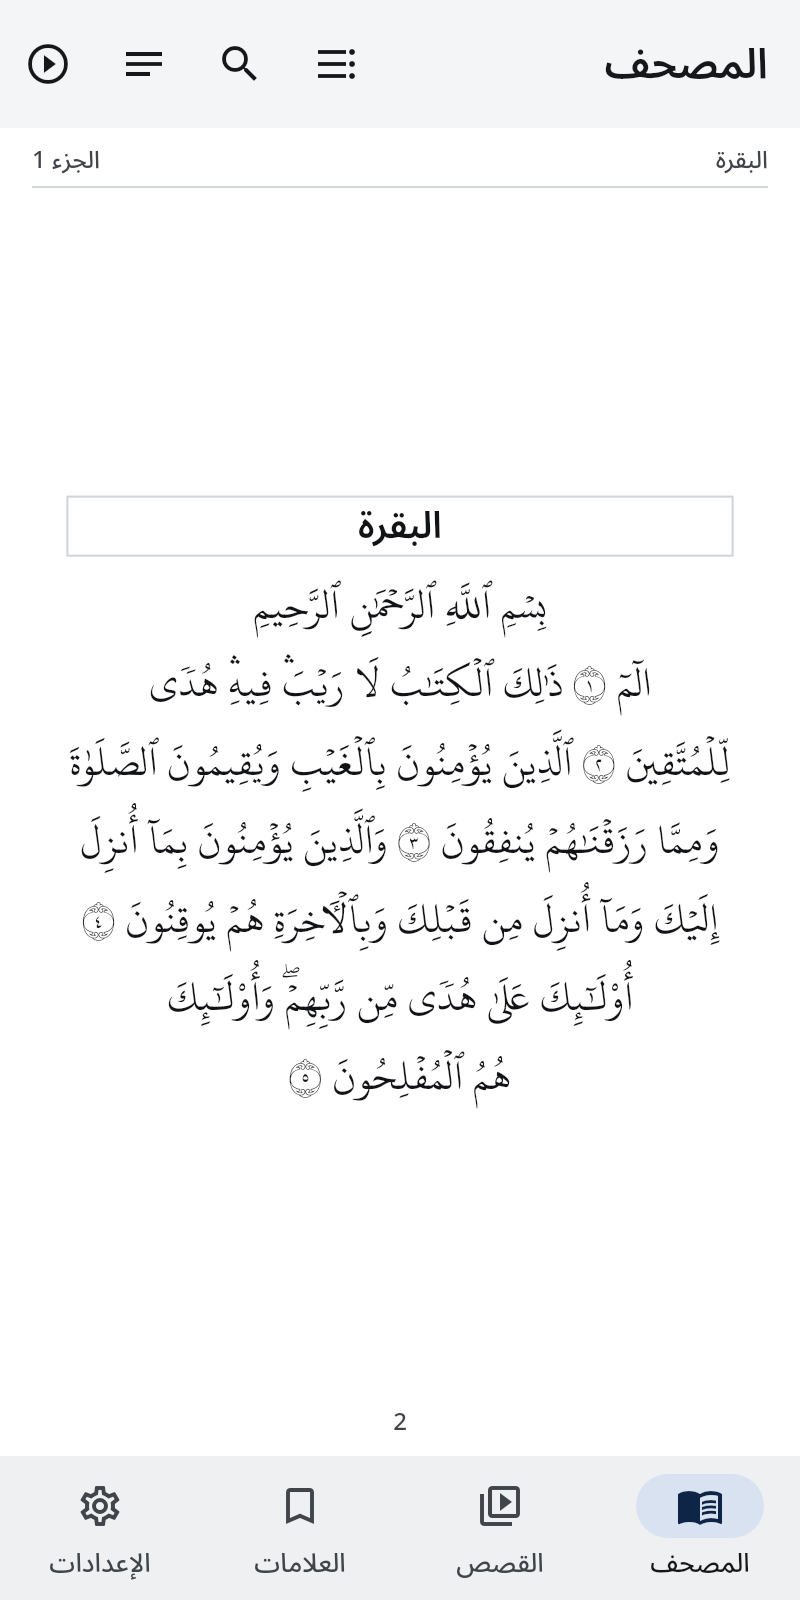 المصحف
البقرة
الجزء 1
البقرة
بِسۡمِ ٱللَّهِ ٱلرَّحۡمَٰنِ ٱلرَّحِيمِ
الٓمٓ ١ ذَٰلِكَ ٱلۡكِتَٰبُ لَا رَيۡبَۛ فِيهِۛ هُدٗى
لِّلۡمُتَّقِينَ ٢ ٱلَّذِينَ يُؤۡمِنُونَ بِٱلۡغَيۡبِ وَيُقِيمُونَ ٱلصَّلَوٰةَ
وَمِمَّا رَزَقۡنَٰهُمۡ يُنفِقُونَ ٣ وَٱلَّذِينَ يُؤۡمِنُونَ بِمَآ أُنزِلَ
إِلَيۡكَ وَمَآ أُنزِلَ مِن قَبۡلِكَ وَبِٱلۡأٓخِرَةِ هُمۡ يُوقِنُونَ ٤
أُوْلَٰٓئِكَ عَلَىٰ هُدٗى مِّن رَّبِّهِمۡۖ وَأُوْلَٰٓئِكَ
هُمُ ٱلۡمُفۡلِحُونَ ٥
2
المصحف
القصص
العلامات
الإعدادات